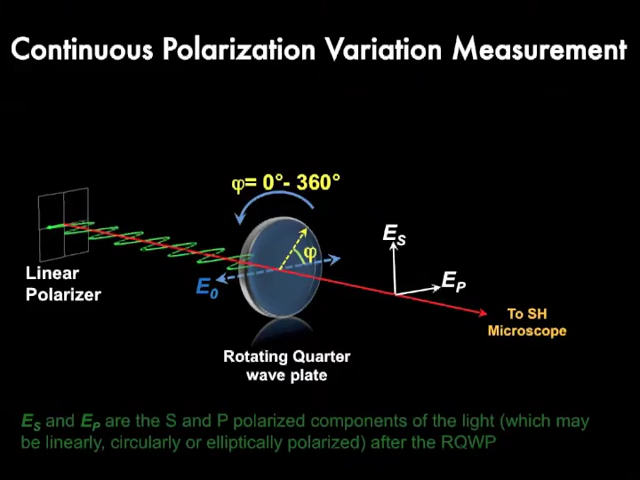 Continuous Polarization Variation Measurement
φ= 0°- 360°
E_S
φ
Linear
Polarizer
E_0
E_P
To SH
Microscope
Rotating Quarter
wave plate
E_S and E_P are the S and P polarized components of the light (which may
be linearly, circularly or elliptically polarized) after the RQWP